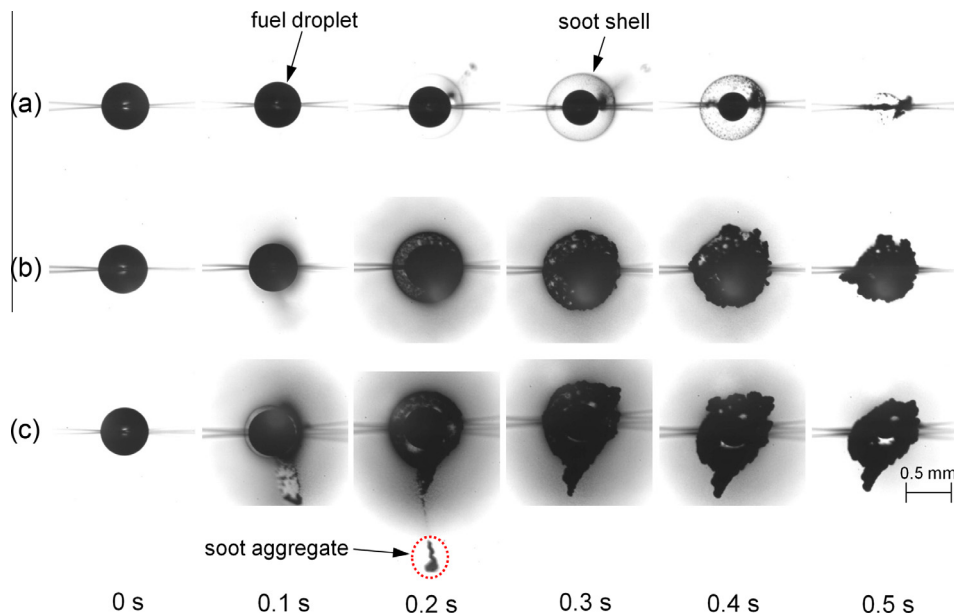 fuel droplet
soot shell
(a)
(b)
(c)
0.5 mm
soot aggregate
0 s
0.1 s
0.2 s
0.3 s
0.4 s
0.5 s